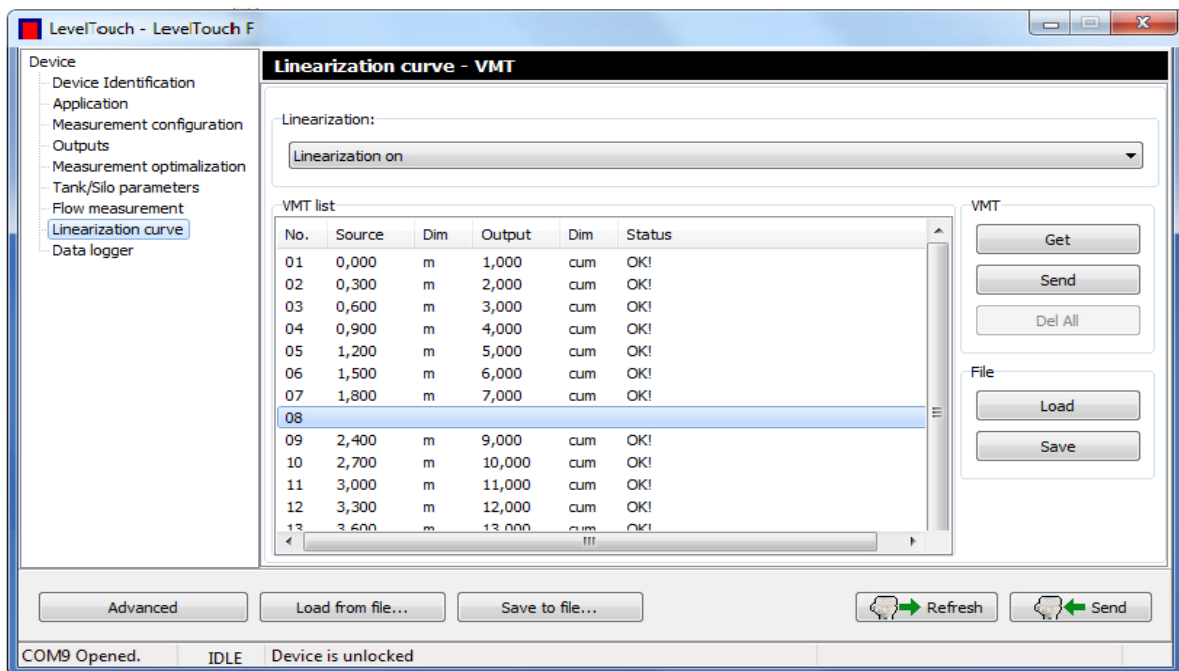 LevelTouch - LevelTouch F
Device
Device Identification
Application
Measurement configuration
Outputs
Measurement optimalization
Tank/Silo parameters
Flow measurement
Linearization curve
Data logger
Linearization curve - VMT
Linearization:
Linearization on
VMT list
No. Source Dim Output Dim Status
01 0,000 m 1,000 cum OK!
02 0,300 m 2,000 cum OK!
03 0,600 m 3,000 cum OK!
04 0,900 m 4,000 cum OK!
05 1,200 m 5,000 cum OK!
06 1,500 m 6,000 cum OK!
07 1,800 m 7,000 cum OK!
08
09 2,400 m 9,000 cum OK!
10 2,700 m 10,000 cum OK!
11 3,000 m 11,000 cum OK!
12 3,300 m 12,000 cum OK!
13 3,600 m 13,000 cum OK!
VMT
Get
Send
Del All
File
Load
Save
Advanced
Load from file...
Save to file...
Refresh
Send
COM9 Opened. IDLE Device is unlocked